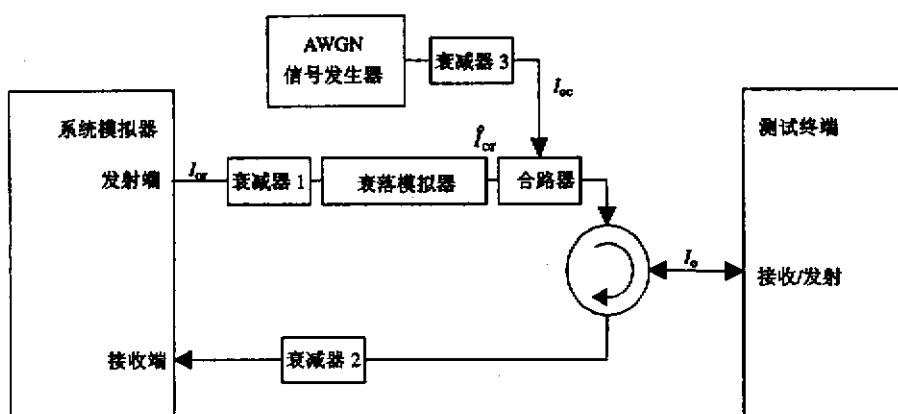 AWGN
信号发生器
衰减器 3
I_oc
系统模拟器
测试终端
Î_or
发射端
I_or
衰减器 1
衰落模拟器
合路器
I_o
接收/发射
接收端
衰减器 2